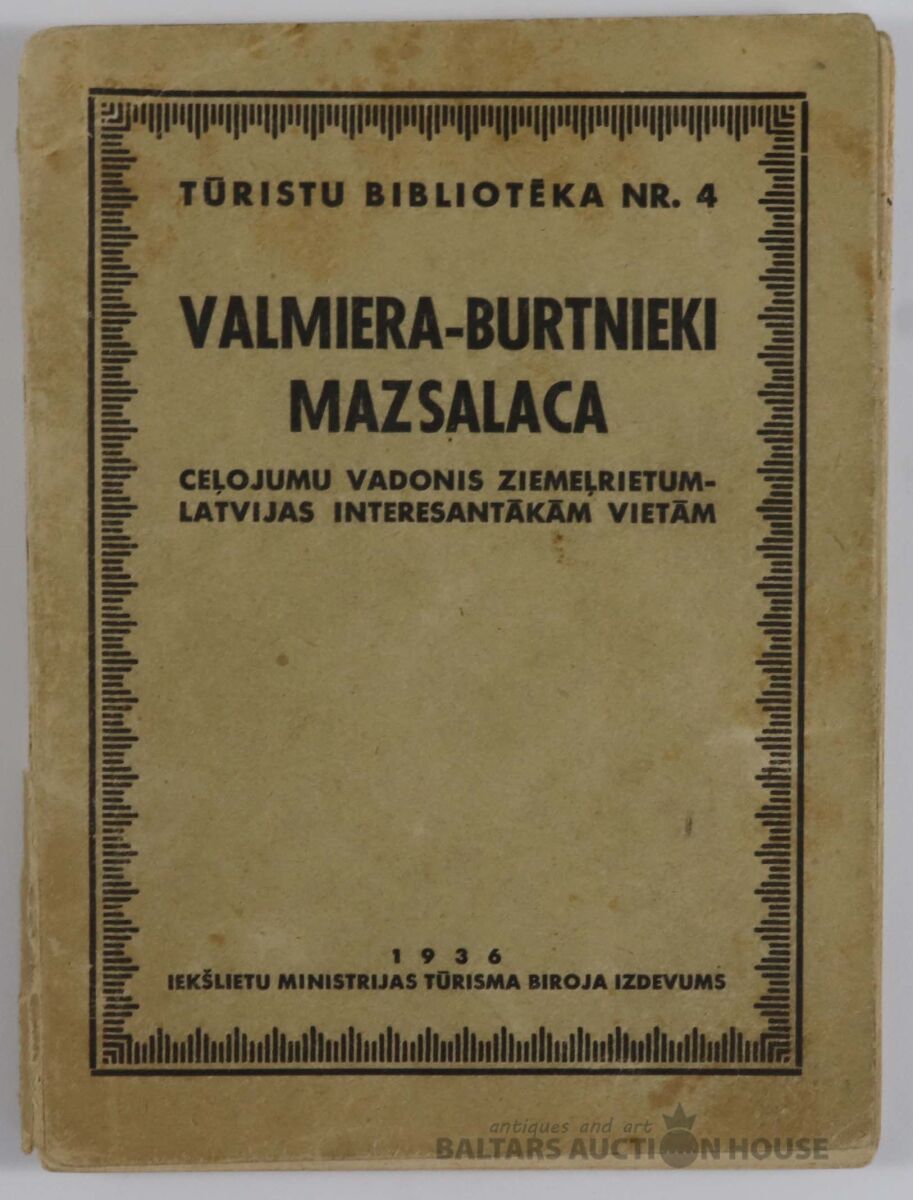 TŪRISTU BIBLIOTĒKA NR. 4
VALMIERA-BURTNIEKI
MAZSALACA
CEĻOJUMU VADONIS ZIEMEĻRIETUM-
LATVIJAS INTERESANTĀKĀM VIETĀM
1936
IEKŠLIETU MINISTRIJAS TŪRISMA BIROJA IZDEVUMS
antiques and art
BALTARS AUCTION HOUSE